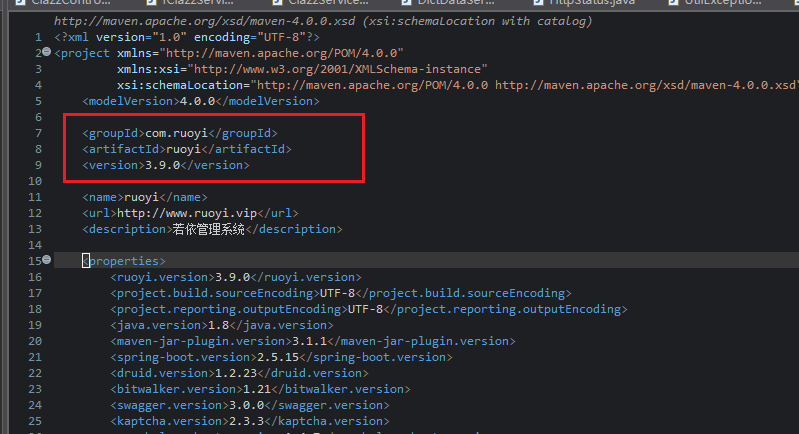 ClazzContro... IClazzServi... ClazzService... DictDataSer... HttpStatus.java UtilExceptio...
http://maven.apache.org/xsd/maven-4.0.0.xsd (xsi:schemaLocation with catalog)
1 <?xml version="1.0" encoding="UTF-8"?>
2 <project xmlns="http://maven.apache.org/POM/4.0.0"
3 xmlns:xsi="http://www.w3.org/2001/XMLSchema-instance"
4 xsi:schemaLocation="http://maven.apache.org/POM/4.0.0 http://maven.apache.org/xsd/maven-4.0.0.xsd"
5 <modelVersion>4.0.0</modelVersion>
6
7 <groupId>com.ruoyi</groupId>
8 <artifactId>ruoyi</artifactId>
9 <version>3.9.0</version>
10
11 <name>ruoyi</name>
12 <url>http://www.ruoyi.vip</url>
13 <description>若依管理系统</description>
14
15 <properties>
16 <ruoyi.version>3.9.0</ruoyi.version>
17 <project.build.sourceEncoding>UTF-8</project.build.sourceEncoding>
18 <project.reporting.outputEncoding>UTF-8</project.reporting.outputEncoding>
19 <java.version>1.8</java.version>
20 <maven-jar-plugin.version>3.1.1</maven-jar-plugin.version>
21 <spring-boot.version>2.5.15</spring-boot.version>
22 <druid.version>1.2.23</druid.version>
23 <bitwalker.version>1.21</bitwalker.version>
24 <swagger.version>3.0.0</swagger.version>
25 <kaptcha.version>2.3.3</kaptcha.version>